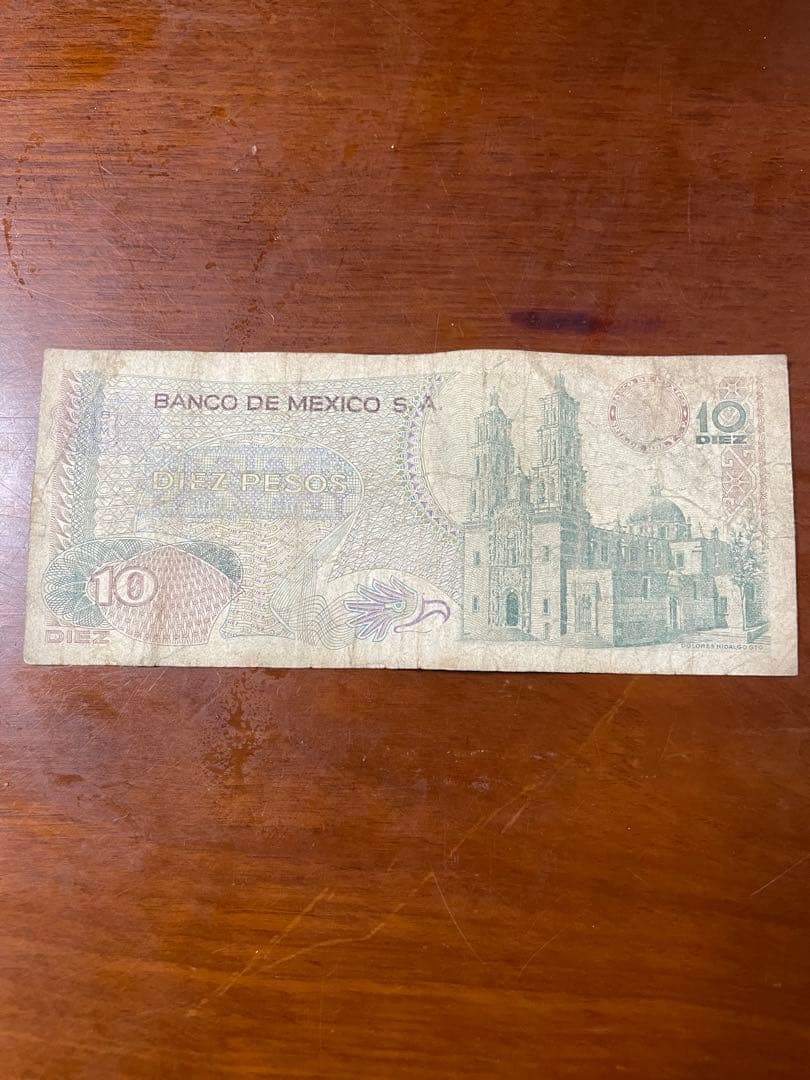 BANCO DE MEXICO S.A.
10
DIEZ
DIEZ PESOS
10
DIEZ
DOLORES HIDALGO GTO.